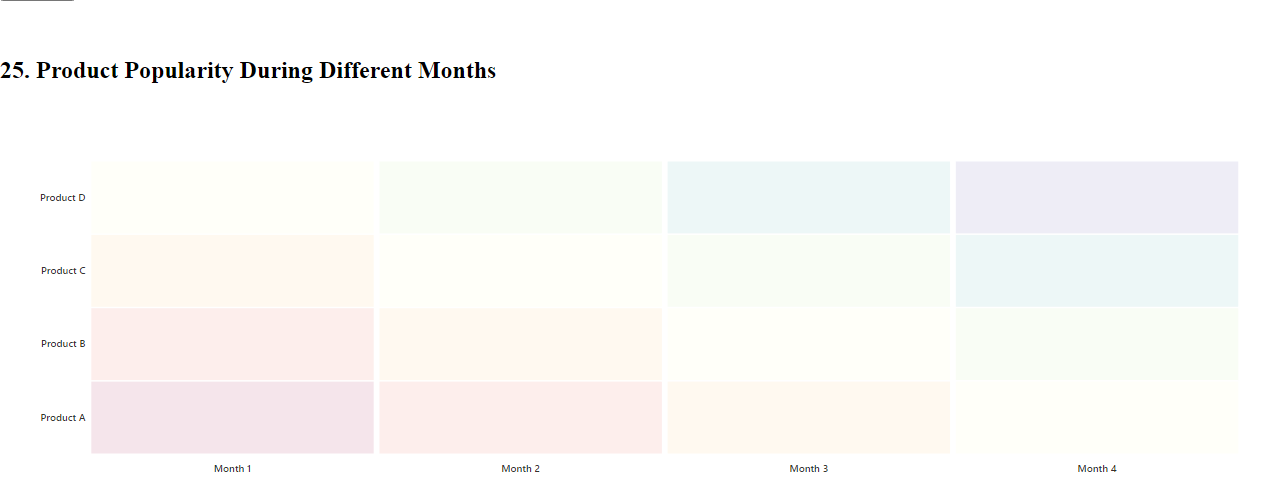 25. Product Popularity During Different Months
Product D
Product C
Product B
Product A
Month 1
Month 2
Month 3
Month 4